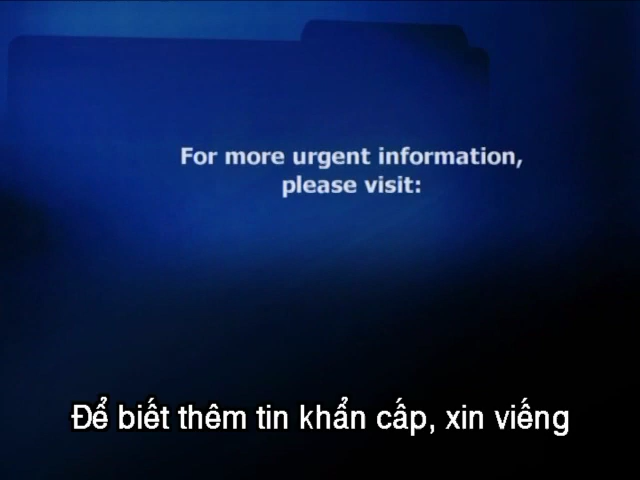 For more urgent information,
please visit:
Để biết thêm tin khẩn cấp, xin viếng